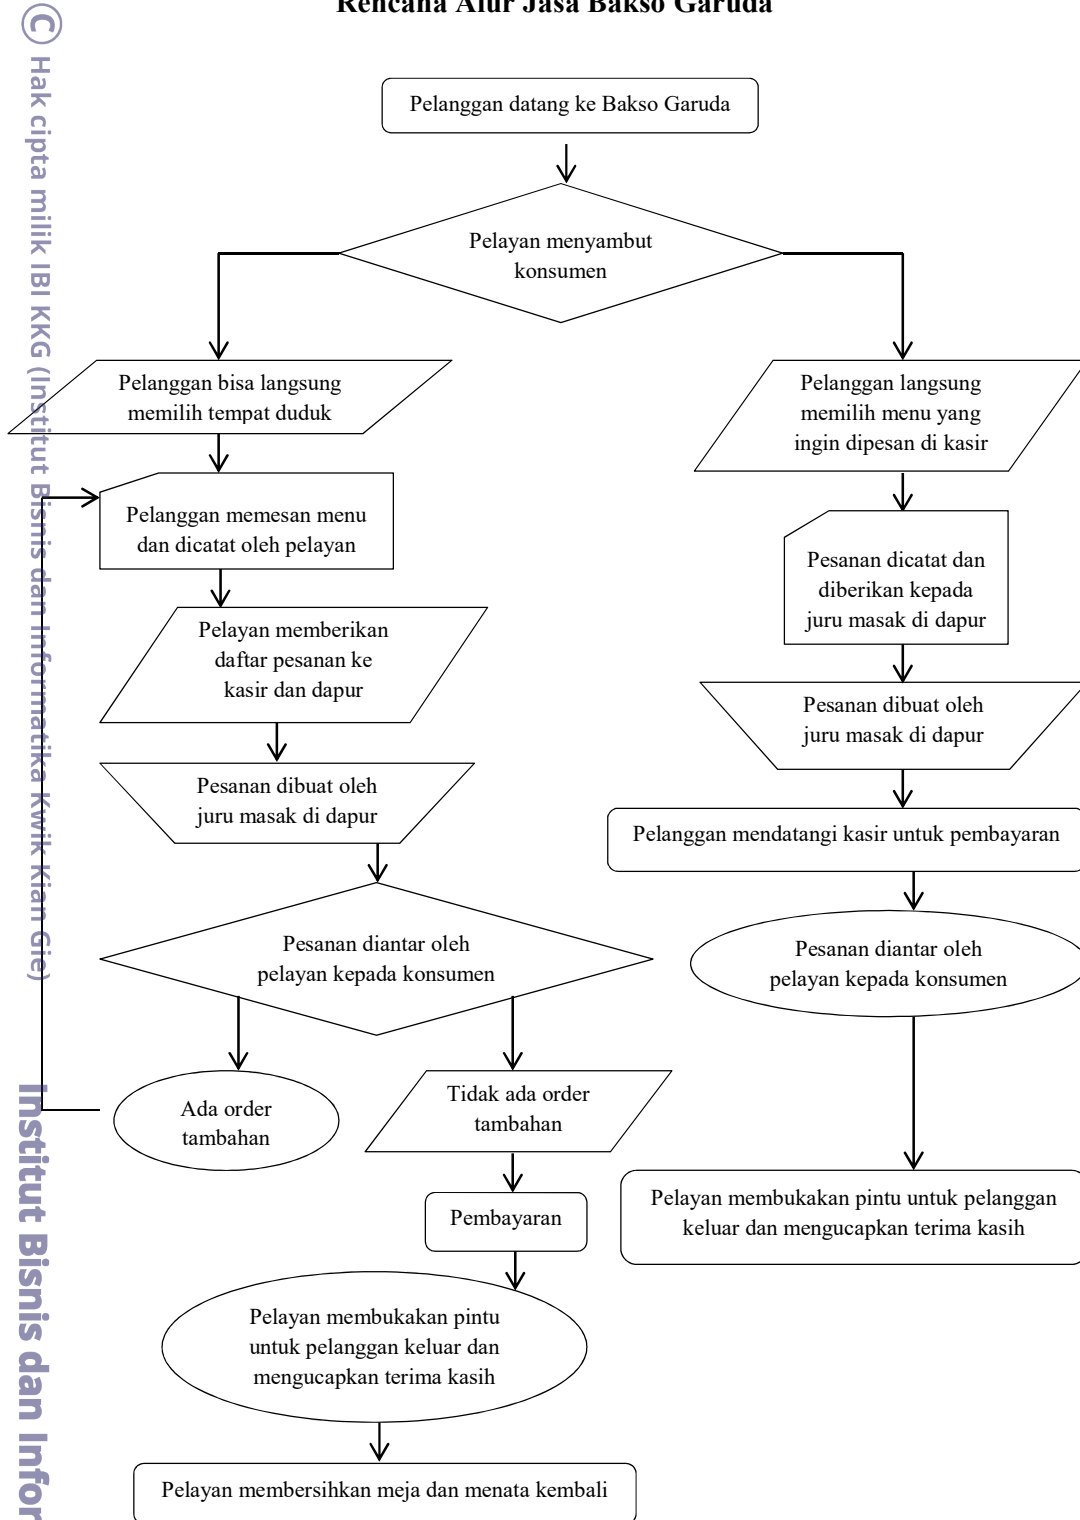 Rencana Alur Jasa Bakso Garuda
Pelanggan datang ke Bakso Garuda
Pelayan menyambut
konsumen
Pelanggan bisa langsung
memilih tempat duduk
Pelanggan memesan menu
dan dicatat oleh pelayan
Pelayan memberikan
daftar pesanan ke
kasir dan dapur
Pesanan dibuat oleh
juru masak di dapur
Pesanan diantar oleh
pelayan kepada konsumen
Ada order
tambahan
Tidak ada order
tambahan
Pembayaran
Pelayan membukakan pintu
untuk pelanggan keluar dan
mengucapkan terima kasih
Pelayan membersihkan meja dan menata kembali
Pelanggan langsung
memilih menu yang
ingin dipesan di kasir
Pesanan dicatat dan
diberikan kepada
juru masak di dapur
Pesanan dibuat oleh
juru masak di dapur
Pelanggan mendatangi kasir untuk pembayaran
Pesanan diantar oleh
pelayan kepada konsumen
Pelayan membukakan pintu untuk pelanggan
keluar dan mengucapkan terima kasih
© Hak cipta milik IBI KKG (Institut Bisnis dan Informatika Kwik Kian Gie)
Institut Bisnis dan Infor